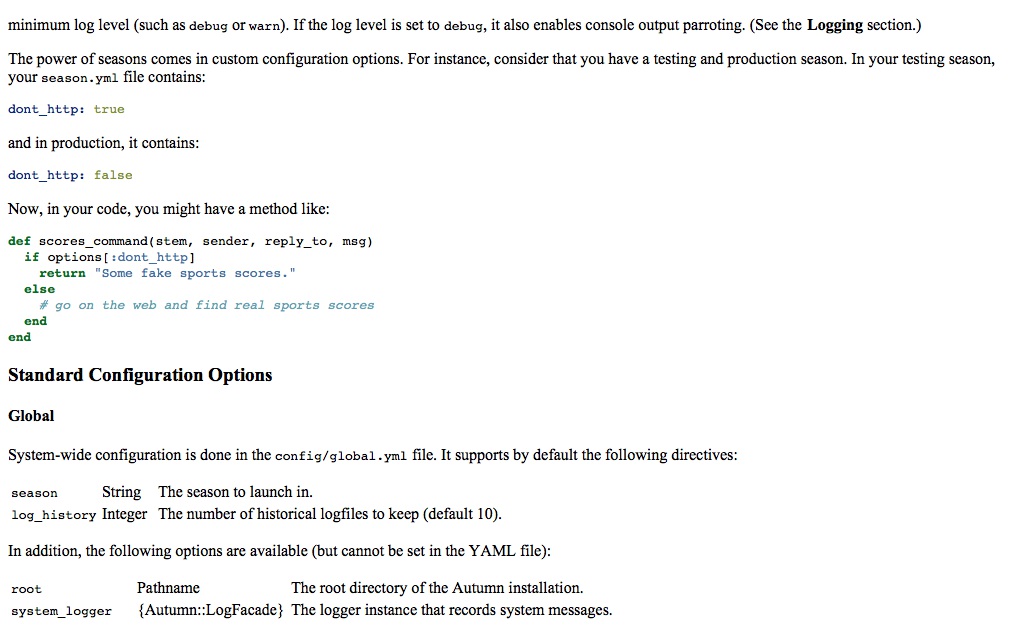 minimum log level (such as debug or warn). If the log level is set to debug, it also enables console output parroting. (See the Logging section.)
The power of seasons comes in custom configuration options. For instance, consider that you have a testing and production season. In your testing season,
your season.yml file contains:
dont_http: true
and in production, it contains:
dont_http: false
Now, in your code, you might have a method like:
def scores_command(stem, sender, reply_to, msg)
  if options[:dont_http]
    return "Some fake sports scores."
  else
    # go on the web and find real sports scores
  end
end
Standard Configuration Options
Global
System-wide configuration is done in the config/global.yml file. It supports by default the following directives:
season String The season to launch in.
log_history Integer The number of historical logfiles to keep (default 10).
In addition, the following options are available (but cannot be set in the YAML file):
root Pathname The root directory of the Autumn installation.
system_logger {Autumn::LogFacade} The logger instance that records system messages.